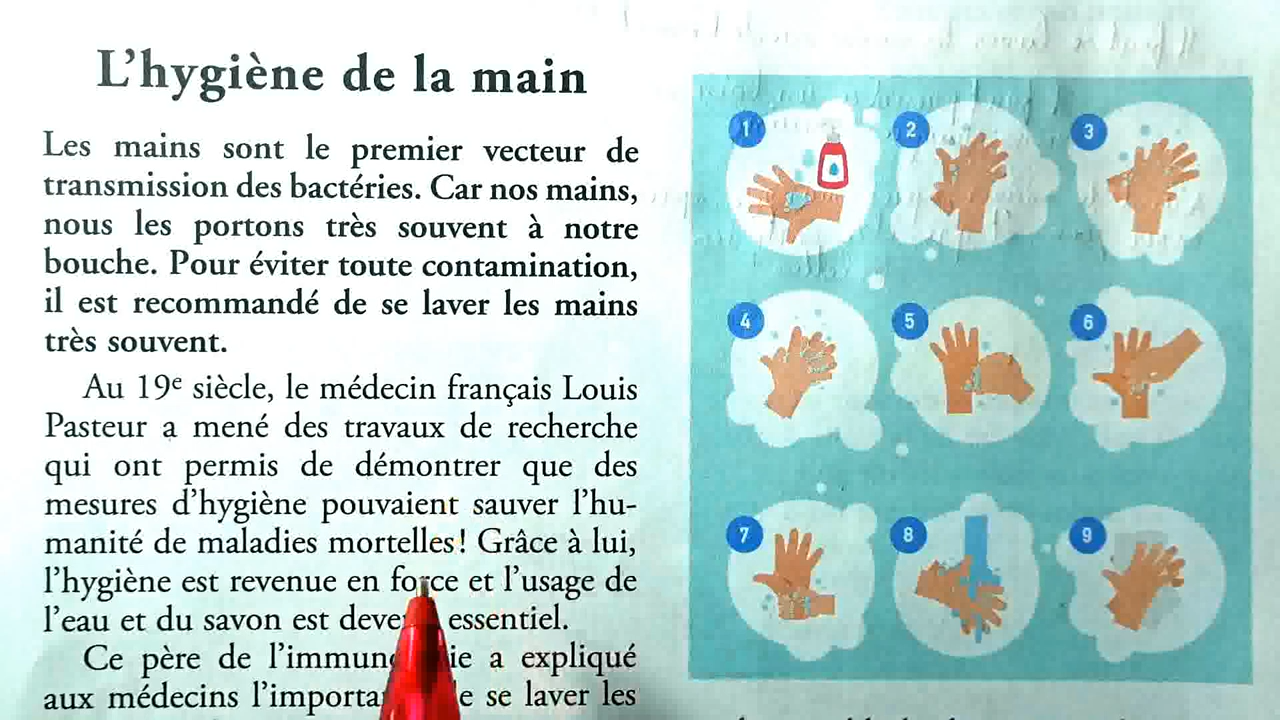 L'hygiène de la main
Les mains sont le premier vecteur de
transmission des bactéries. Car nos mains,
nous les portons très souvent à notre
bouche. Pour éviter toute contamination,
il est recommandé de se laver les mains
très souvent.
Au 19e siècle, le médecin français Louis
Pasteur a mené des travaux de recherche
qui ont permis de démontrer que des
mesures d'hygiène pouvaient sauver l'hu-
manité de maladies mortelles! Grâce à lui,
l'hygiène est revenue en force et l'usage de
l'eau et du savon est essentiel.
Ce père de a expliqué
aux médecins se laver les
1
2
3
4
5
6
7
8
9